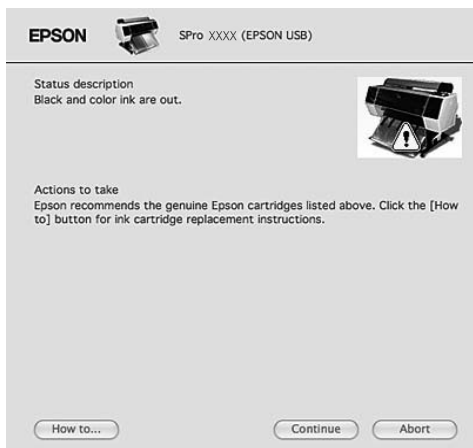 EPSON SPro XXXX (EPSON USB)
Status description
Black and color ink are out.
Actions to take
Epson recommends the genuine Epson cartridges listed above. Click the [How
to] button for ink cartridge replacement instructions.
How to... Continue Abort